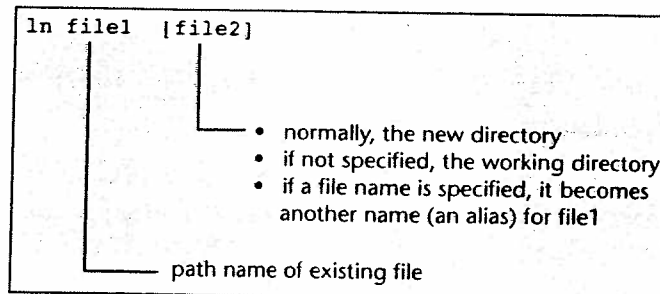 ln file1 [file2]
• normally, the new directory
• if not specified, the working directory
• if a file name is specified, it becomes
another name (an alias) for file1
path name of existing file